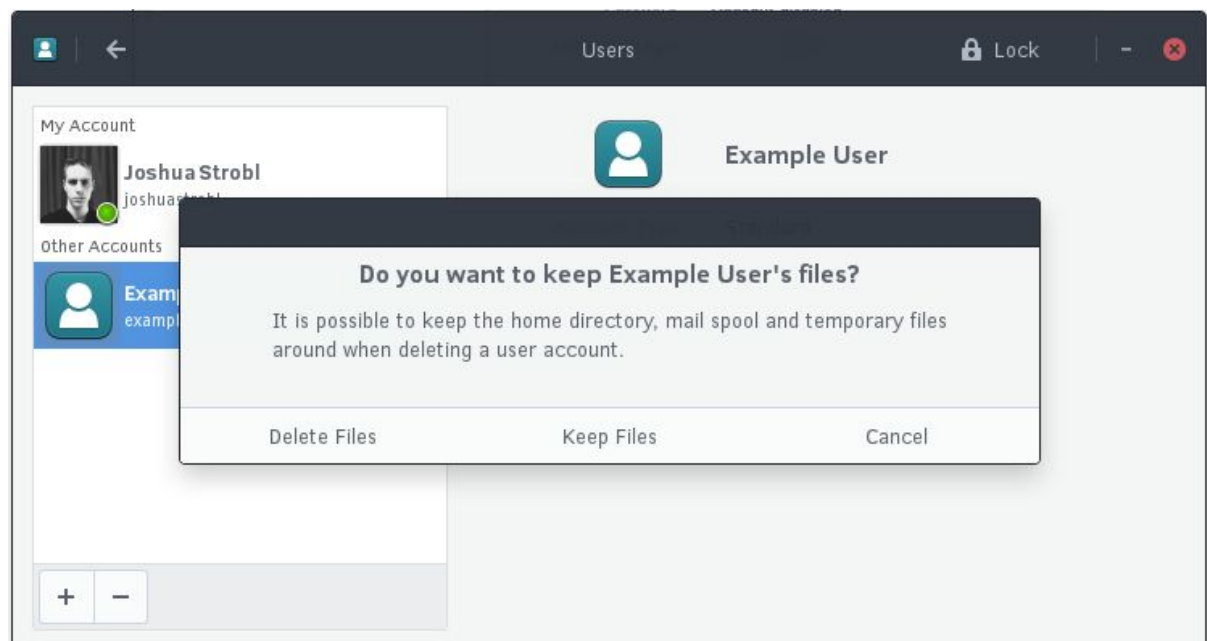 Users
Lock
My Account
Joshua Strobl
Other Accounts
Example User
Do you want to keep Example User's files?
It is possible to keep the home directory, mail spool and temporary files
around when deleting a user account.
Delete Files
Keep Files
Cancel